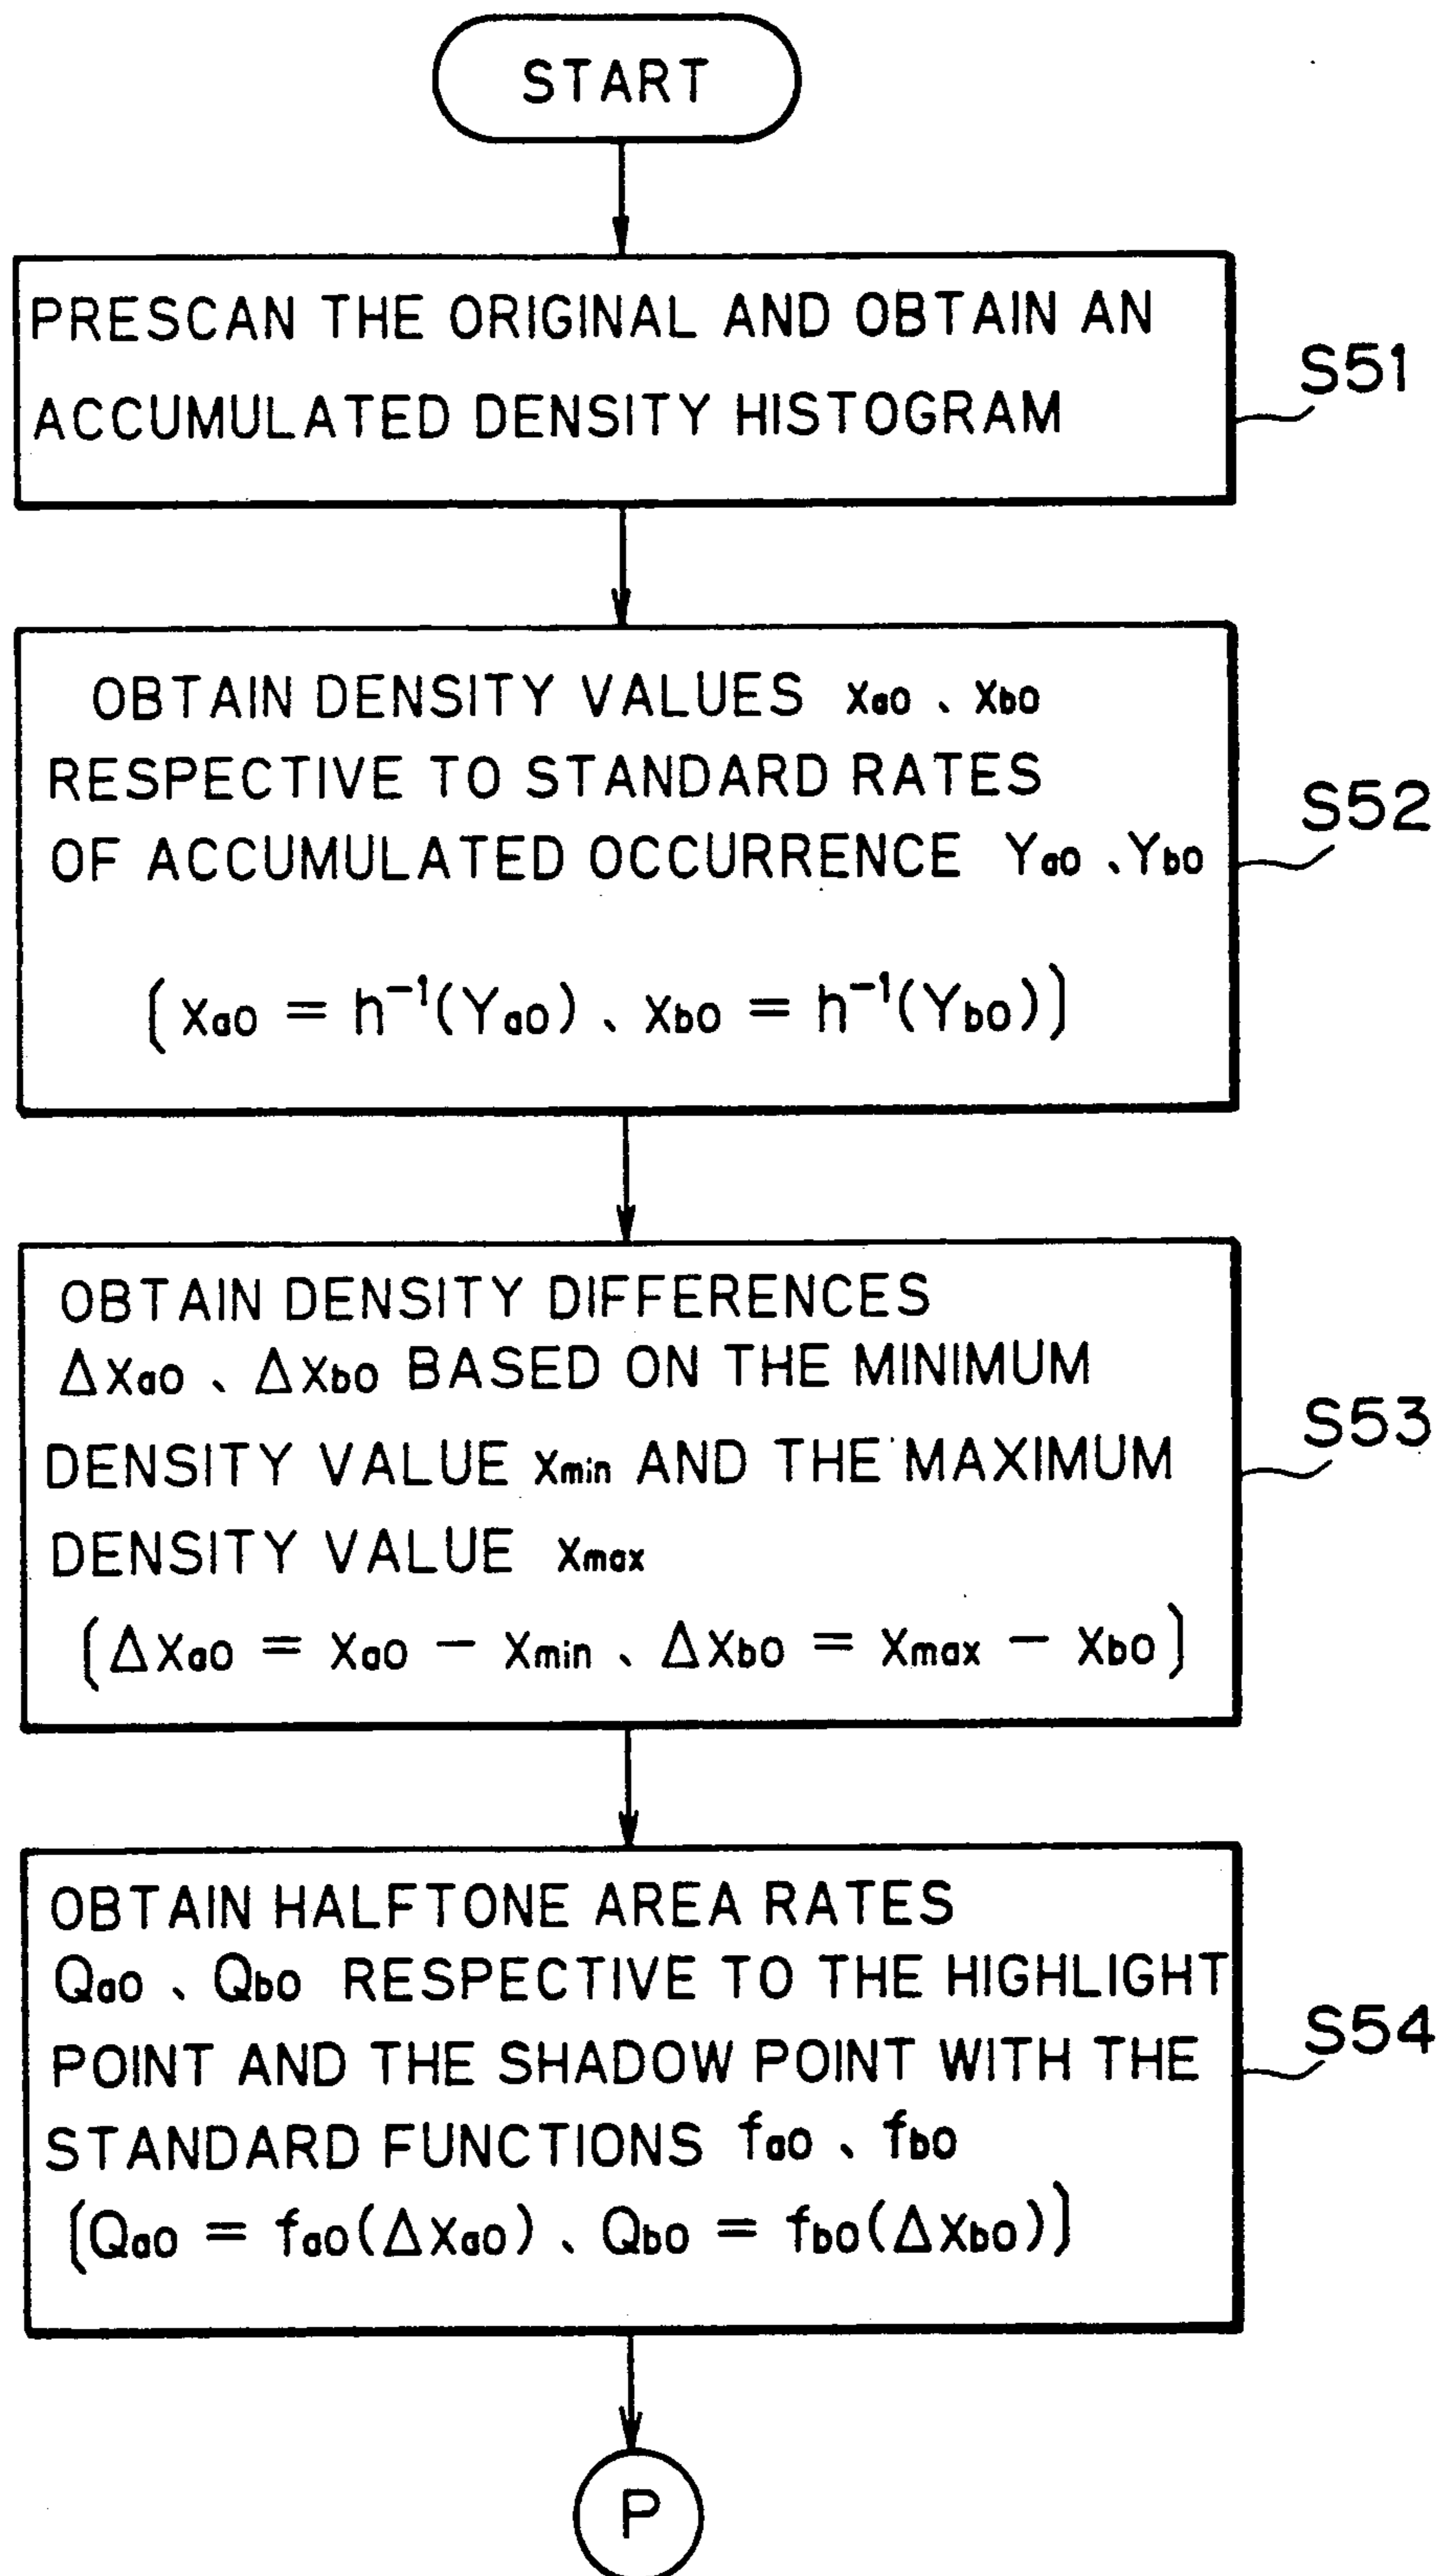 START
PRESCAN THE ORIGINAL AND OBTAIN AN
ACCUMULATED DENSITY HISTOGRAM
S51
OBTAIN DENSITY VALUES Xa0 、 Xb0
RESPECTIVE TO STANDARD RATES
OF ACCUMULATED OCCURRENCE Ya0 、Yb0
[ Xa0 = h⁻¹(Ya0) 、 Xb0 = h⁻¹(Yb0) ]
S52
OBTAIN DENSITY DIFFERENCES
ΔXa0 、 ΔXb0 BASED ON THE MINIMUM
DENSITY VALUE Xmin AND THE MAXIMUM
DENSITY VALUE Xmax
[ ΔXa0 = Xa0 − Xmin 、 ΔXb0 = Xmax − Xb0 ]
S53
OBTAIN HALFTONE AREA RATES
Qa0 、 Qb0 RESPECTIVE TO THE HIGHLIGHT
POINT AND THE SHADOW POINT WITH THE
STANDARD FUNCTIONS fa0 、 fb0
[ Qa0 = fa0(ΔXa0) 、 Qb0 = fb0(ΔXb0) ]
S54
P